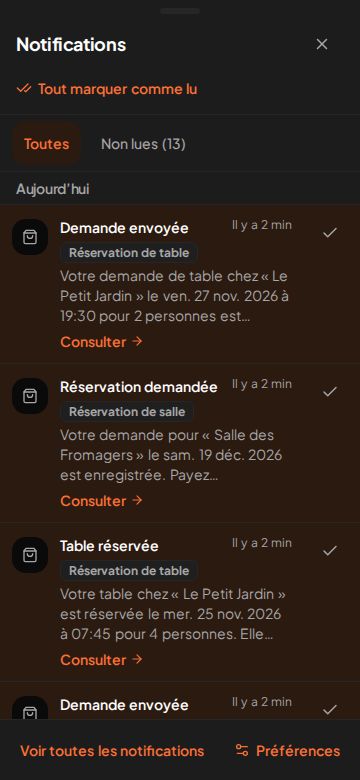 Notifications
Tout marquer comme lu
Toutes
Non lues (13)
Aujourd'hui
Demande envoyée
Il y a 2 min
Réservation de table
Votre demande de table chez « Le
Petit Jardin » le ven. 27 nov. 2026 à
19:30 pour 2 personnes est…
Consulter →
Réservation demandée
Il y a 2 min
Réservation de salle
Votre demande pour « Salle des
Fromagers » le sam. 19 déc. 2026
est enregistrée. Payez…
Consulter →
Table réservée
Il y a 2 min
Réservation de table
Votre table chez « Le Petit Jardin »
est réservée le mer. 25 nov. 2026
à 07:45 pour 4 personnes. Elle…
Consulter →
Demande envoyée
Il y a 2 min
Voir toutes les notifications
Préférences